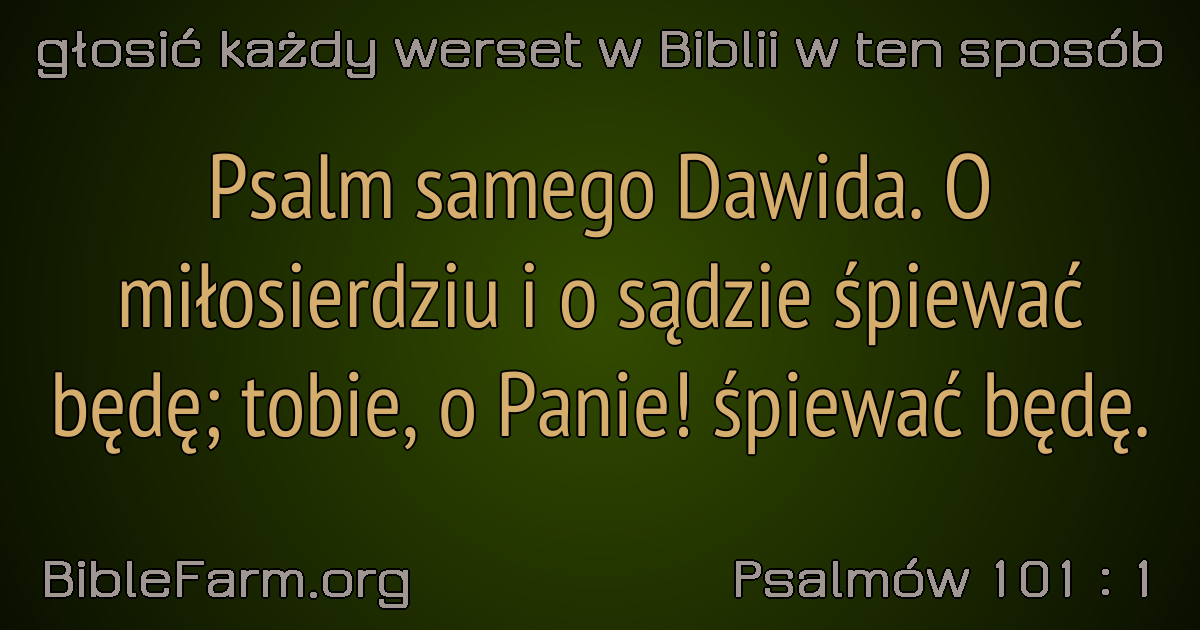 głosić każdy werset w Biblii w ten sposób
Psalm samego Dawida. O
miłosierdziu i o sądzie śpiewać
będę; tobie, o Panie! śpiewać będę.
BibleFarm.org
Psalmów 101 : 1